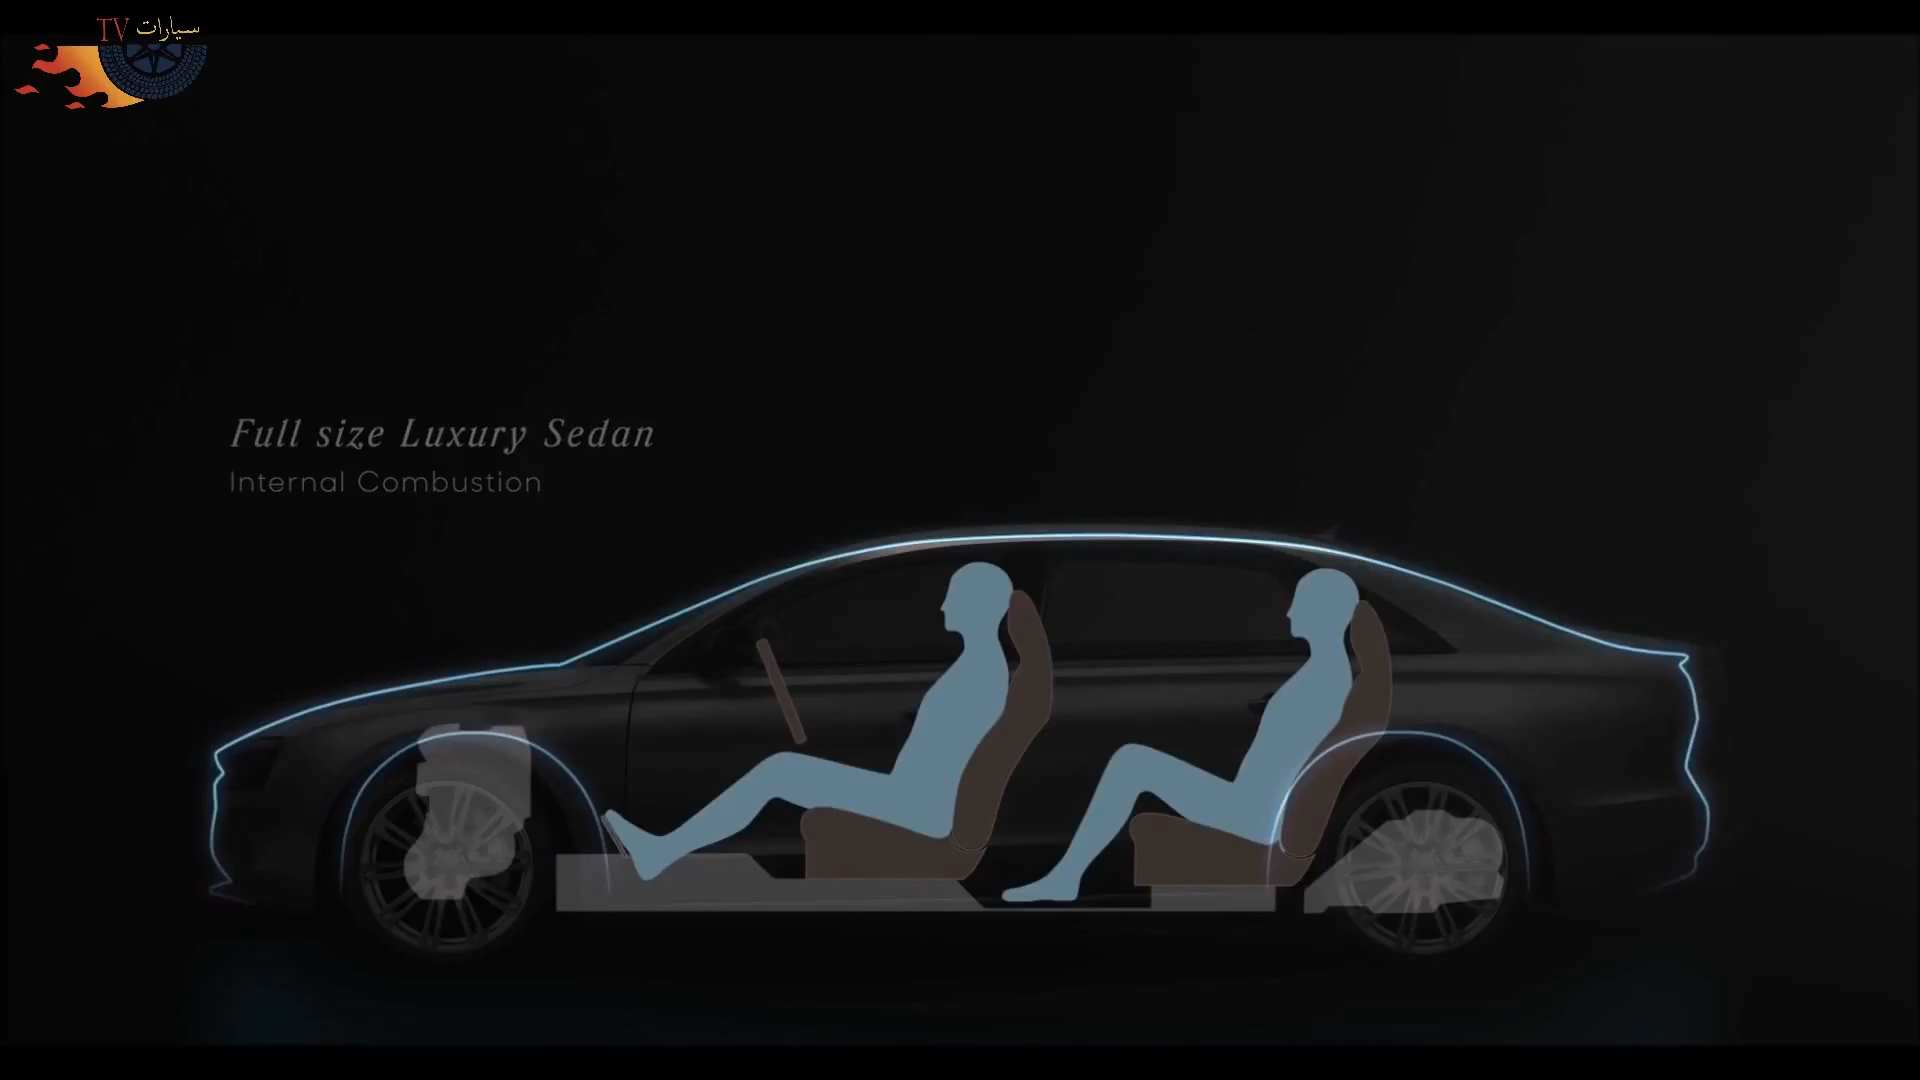 TV سيارات
Full size Luxury Sedan
Internal Combustion